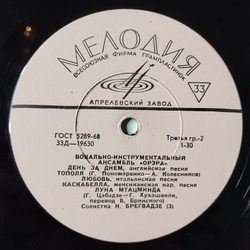 МЕЛОДИЯ
ВСЕСОЮЗНАЯ ФИРМА ГРАМПЛАСТИНОК
33
АПРЕЛЕВСКИЙ ЗАВОД
ГОСТ 5289-68
33Д—19630
Третья гр.-2
1-30
ВОКАЛЬНО-ИНСТРУМЕНТАЛЬНЫЙ
АНСАМБЛЬ «ОРЭРА»
ДЕНЬ ЗА ДНЕМ, английская песня
ТОПОЛЯ (Г. Пономаренко—А. Колесников)
ЛЮБОВЬ, итальянская песня
КАСКАБЕЛЛА, мексиканская нар. песня
ЛУНА МТАЦМИНДА
(Г. Цабадзе—Г. Хухашвили,
перевод Б. Брянского)
Солистка Н. БРЕГВАДЗЕ (3)